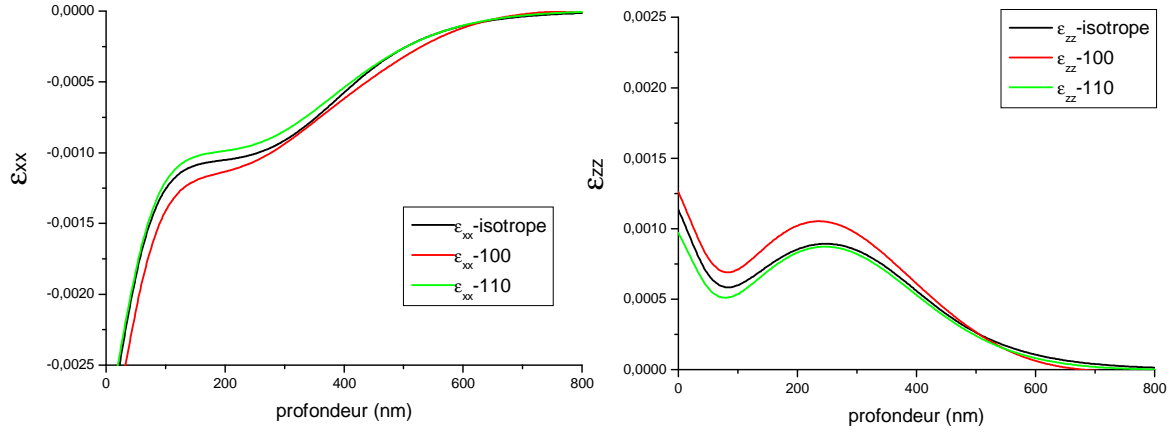 0,0000
-0,0005
-0,0010
-0,0015
-0,0020
-0,0025
εxx
εxx-isotrope
εxx-100
εxx-110
0 200 400 600 800
profondeur (nm)
0,0025
0,0020
0,0015
0,0010
0,0005
0,0000
εzz
εzz-isotrope
εzz-100
εzz-110
0 200 400 600 800
profondeur (nm)